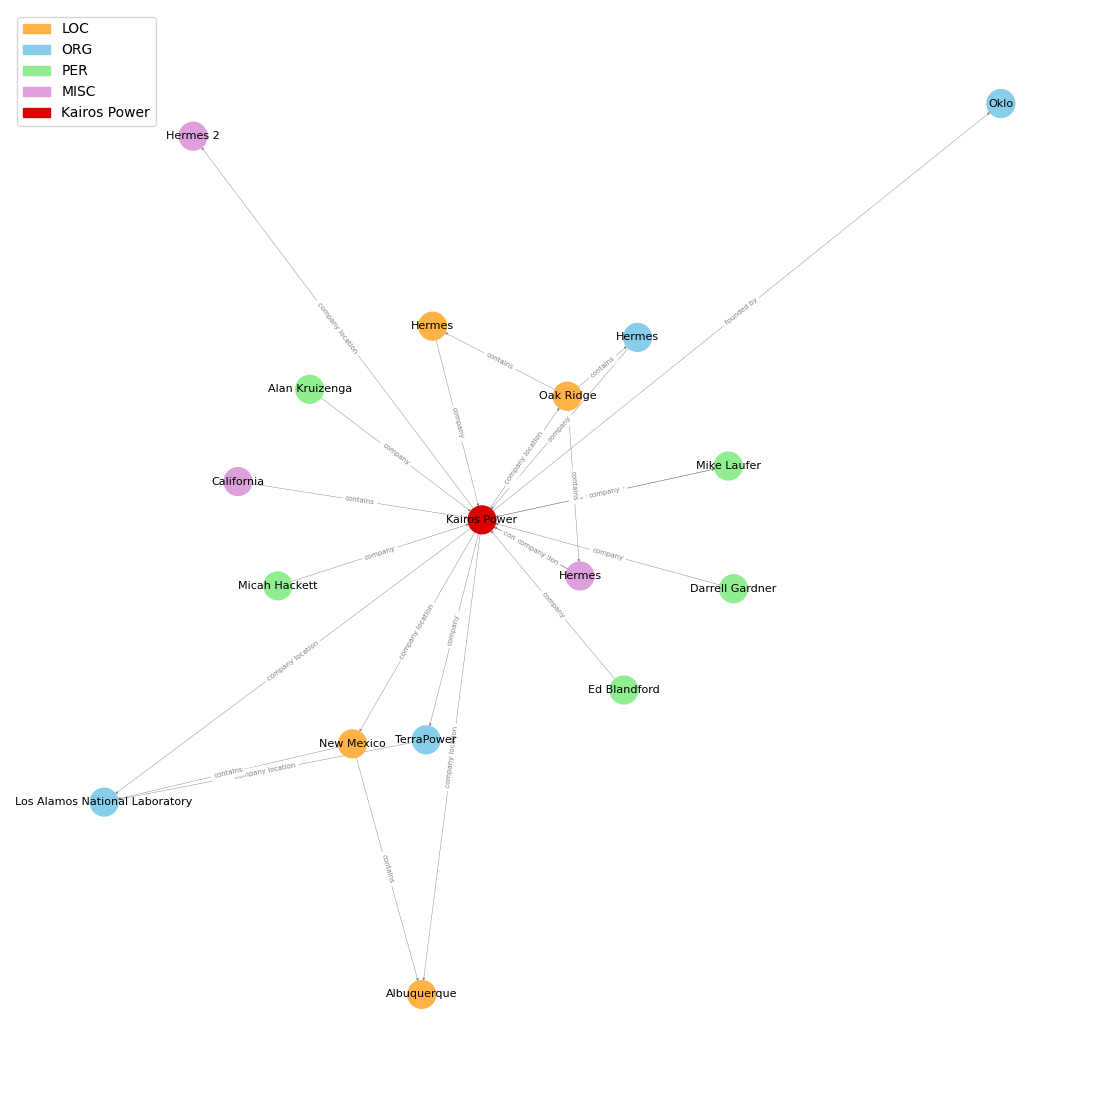 LOC
ORG
PER
MISC
Kairos Power
Oklo
Hermes 2
founded by
company location
Hermes
Hermes
contains
contains
Alan Kruizenga
Oak Ridge
company
company
company location
company
Mike Laufer
California
contains
contains
company
Kairos Power
company
company
Hermes
Micah Hackett
Darrell Gardner
company
company location
company
company location
Ed Blandford
New Mexico
TerraPower
company location
contains
company location
Los Alamos National Laboratory
contains
Albuquerque